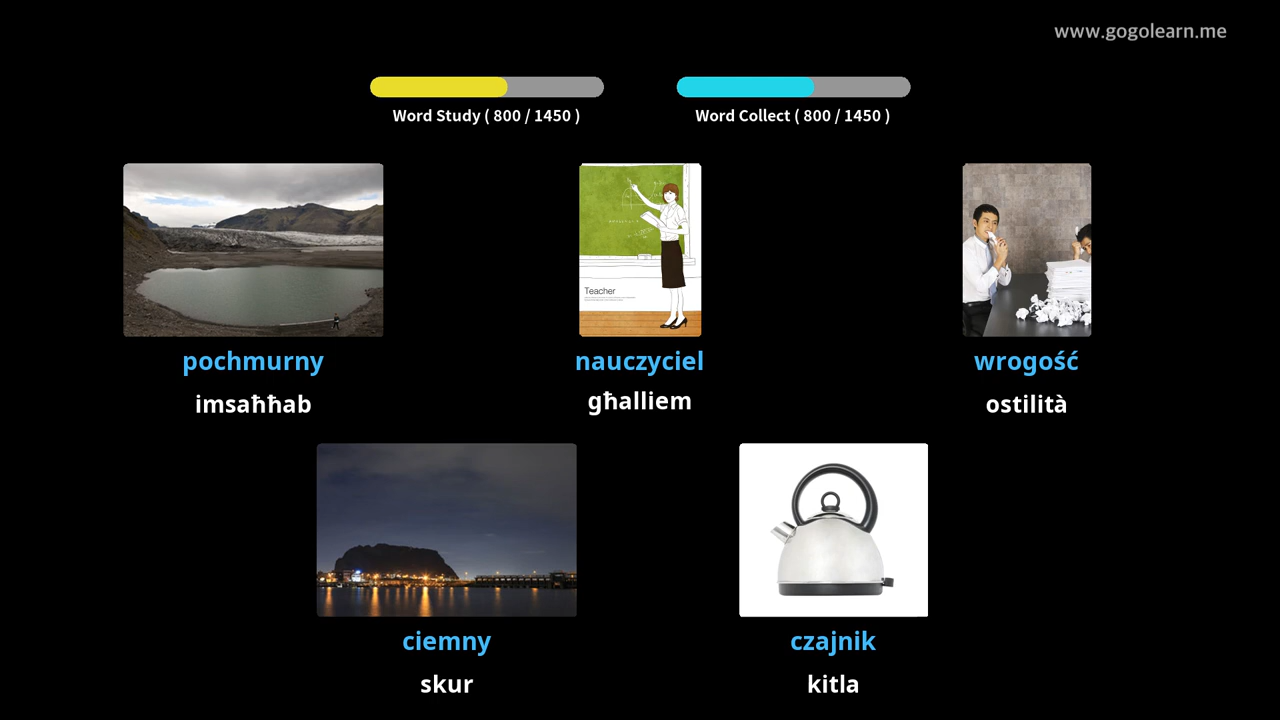 www.gogolearn.me
Word Study ( 800 / 1450 )
Word Collect ( 800 / 1450 )
Teacher
pochmurny
nauczyciel
wrogość
imsaħħab
għalliem
ostilità
ciemny
czajnik
skur
kitla